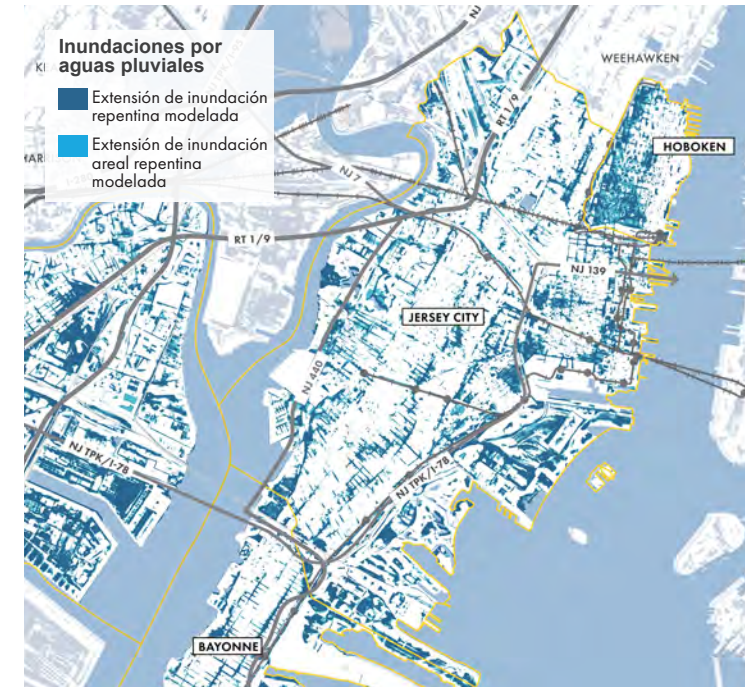 Inundaciones por
aguas pluviales
Extensión de inundación
repentina modelada
Extensión de inundación
areal repentina
modelada
WEEHAWKEN
HOBOKEN
RT 1/9
NJ 7
RT 1/9
NJ 139
JERSEY CITY
NJ 440
NJ TPK/I-78
NJ TPK/I-78
BAYONNE